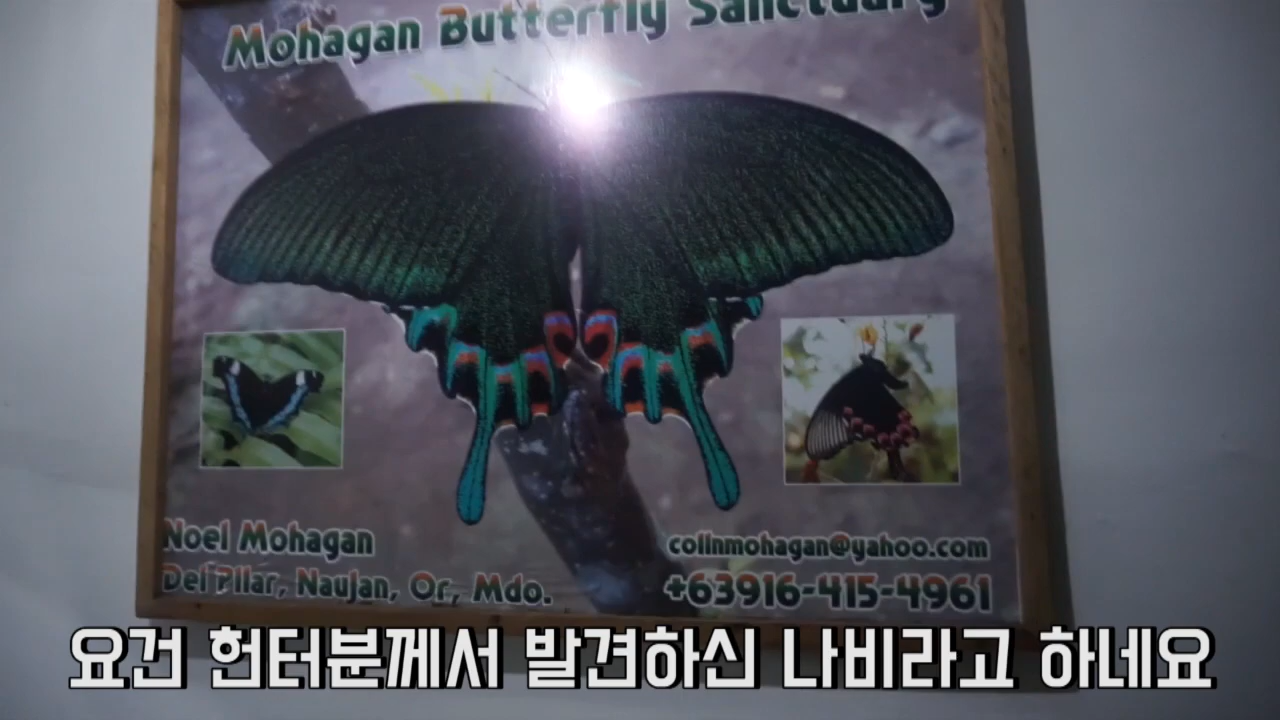 Mohagan Butterfly Sanctuary
Noel Mohagan
Del Pilar, Naujan, Or, Mdo.
colinmohagan@yahoo.com
+63916-415-4961
요건 헌터분께서 발견하신 나비라고 하네요